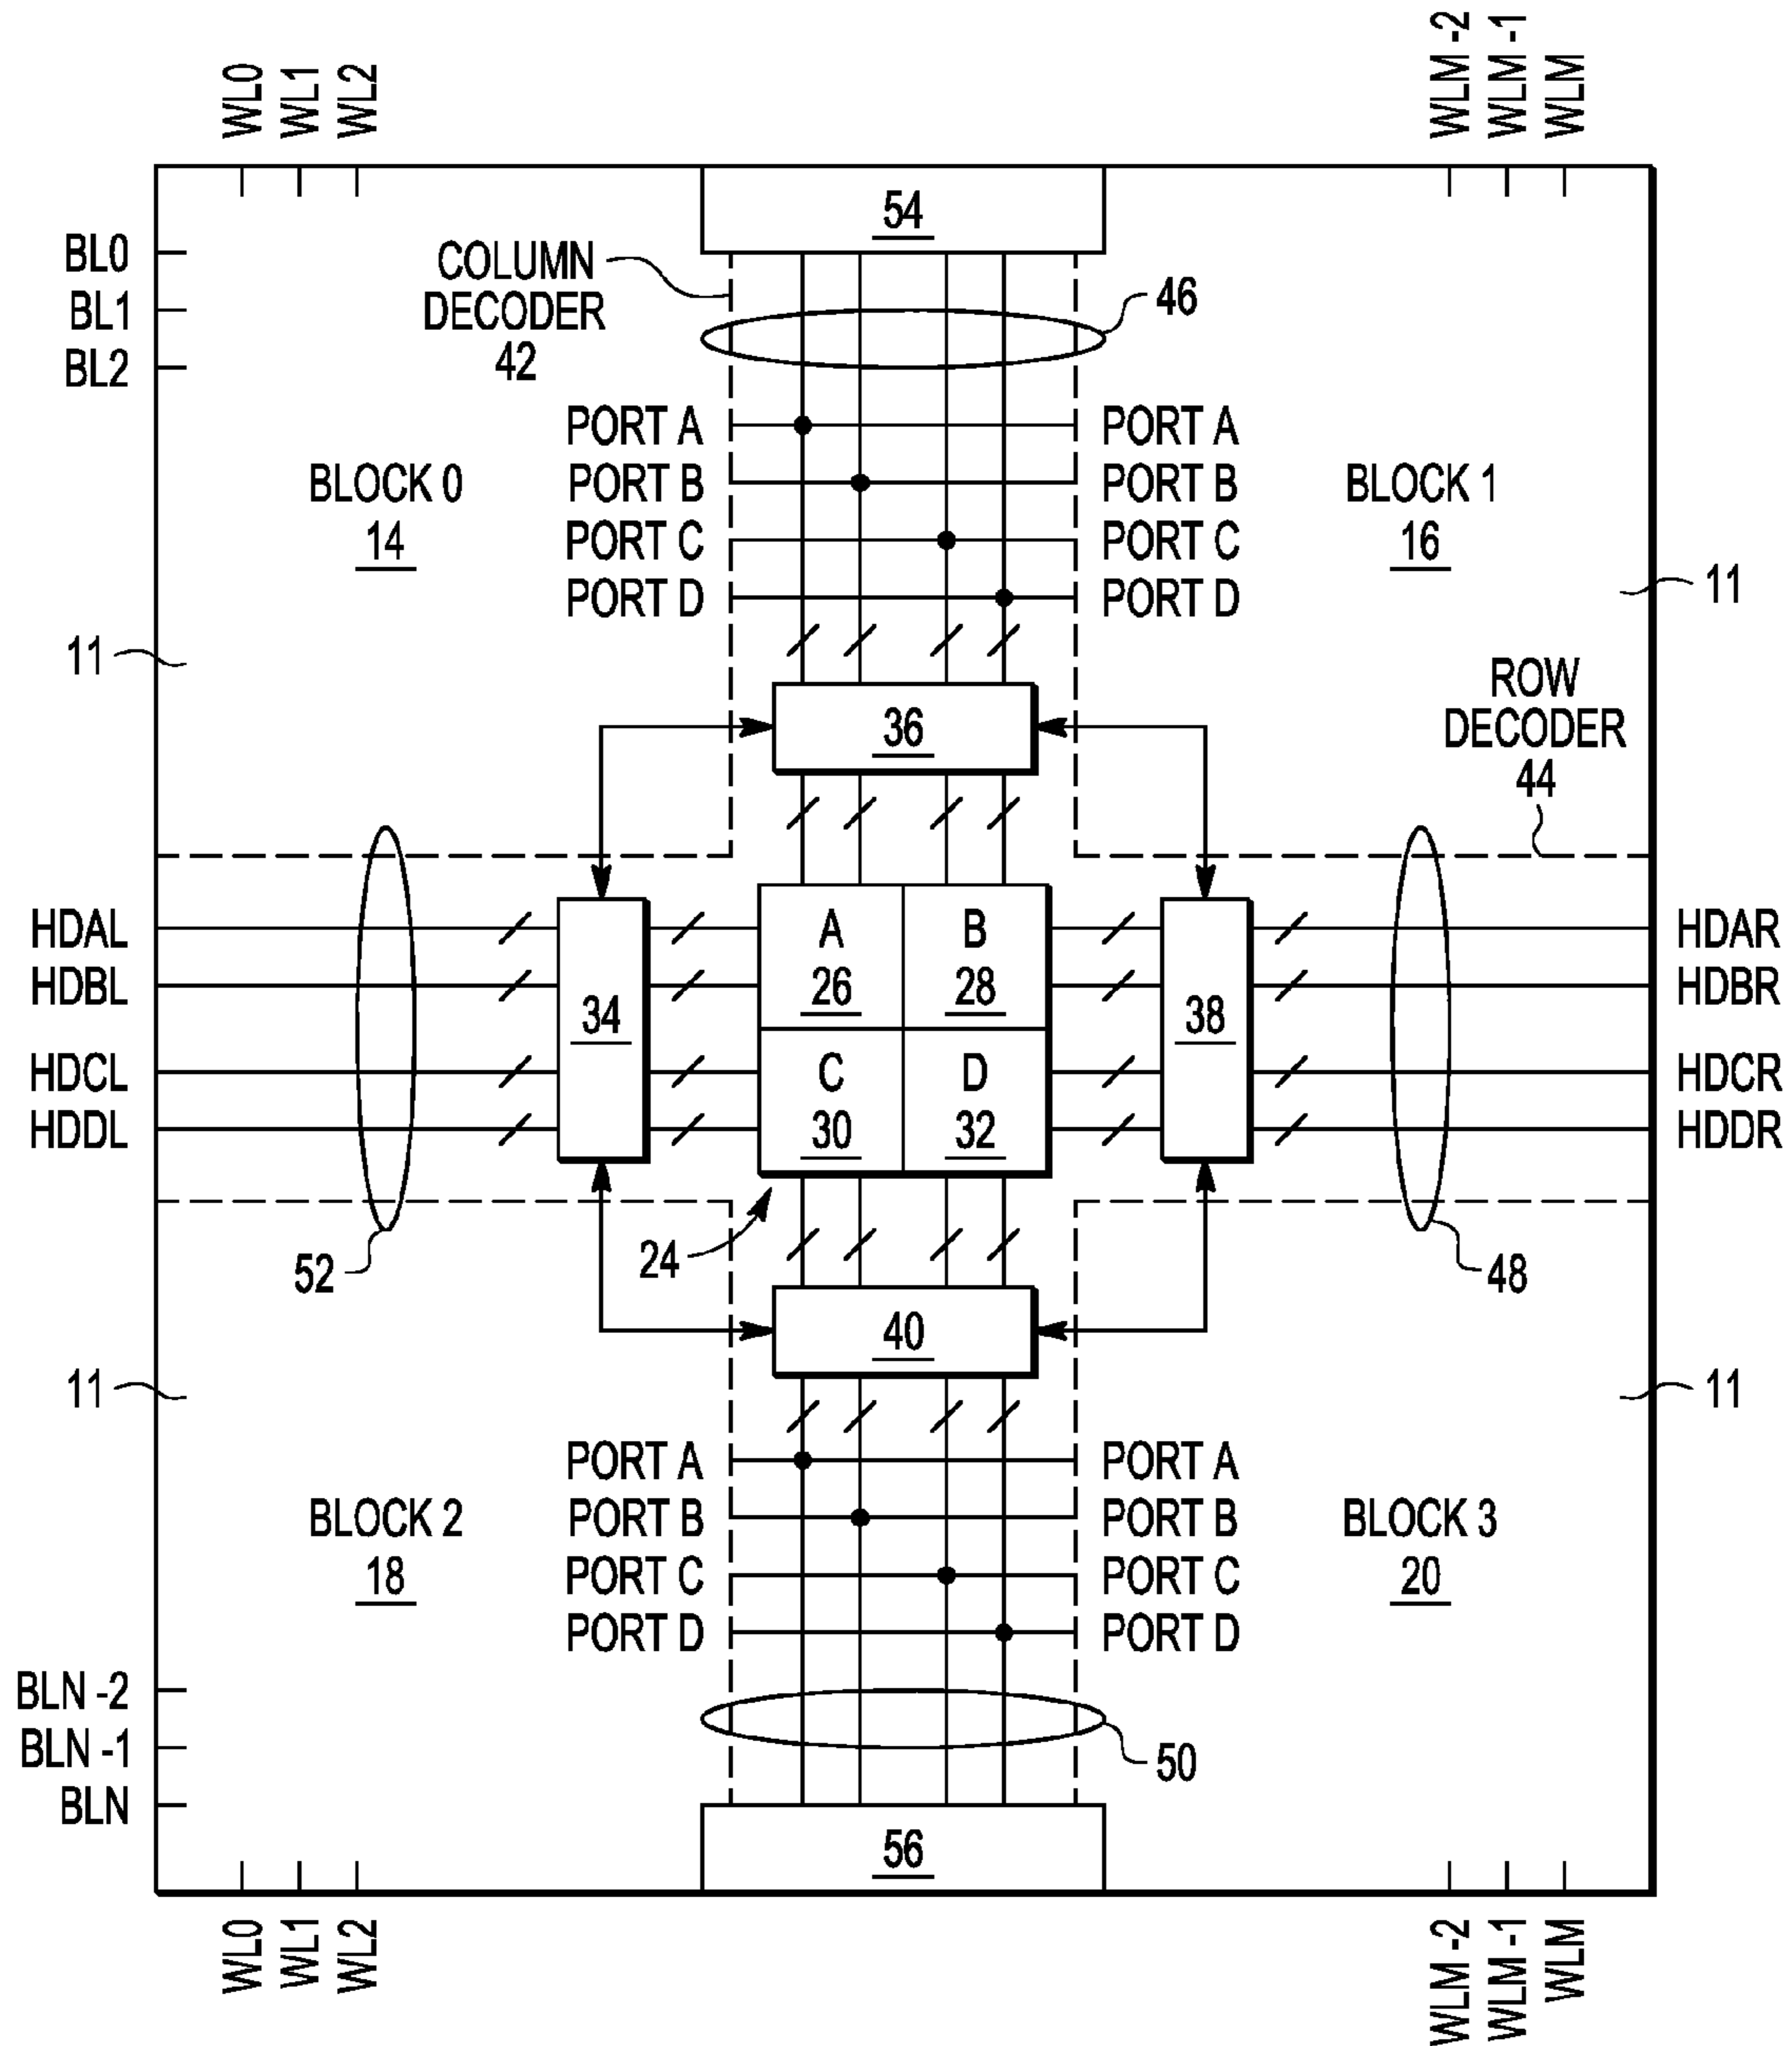 WL0
WL1
WL2
WLM -2
WLM -1
WLM
54
BL0
BL1
BL2
COLUMN
DECODER
42
46
PORT A
PORT B
PORT C
PORT D
PORT A
PORT B
PORT C
PORT D
BLOCK 0
14
BLOCK 1
16
11
11
36
ROW
DECODER
44
HDAL
HDBL
HDCL
HDDL
34
A
26
B
28
C
30
D
32
38
HDAR
HDBR
HDCR
HDDR
52
24
48
40
11
11
PORT A
PORT B
PORT C
PORT D
PORT A
PORT B
PORT C
PORT D
BLOCK 2
18
BLOCK 3
20
BLN -2
BLN -1
BLN
50
56
WL0
WL1
WL2
WLM -2
WLM -1
WLM